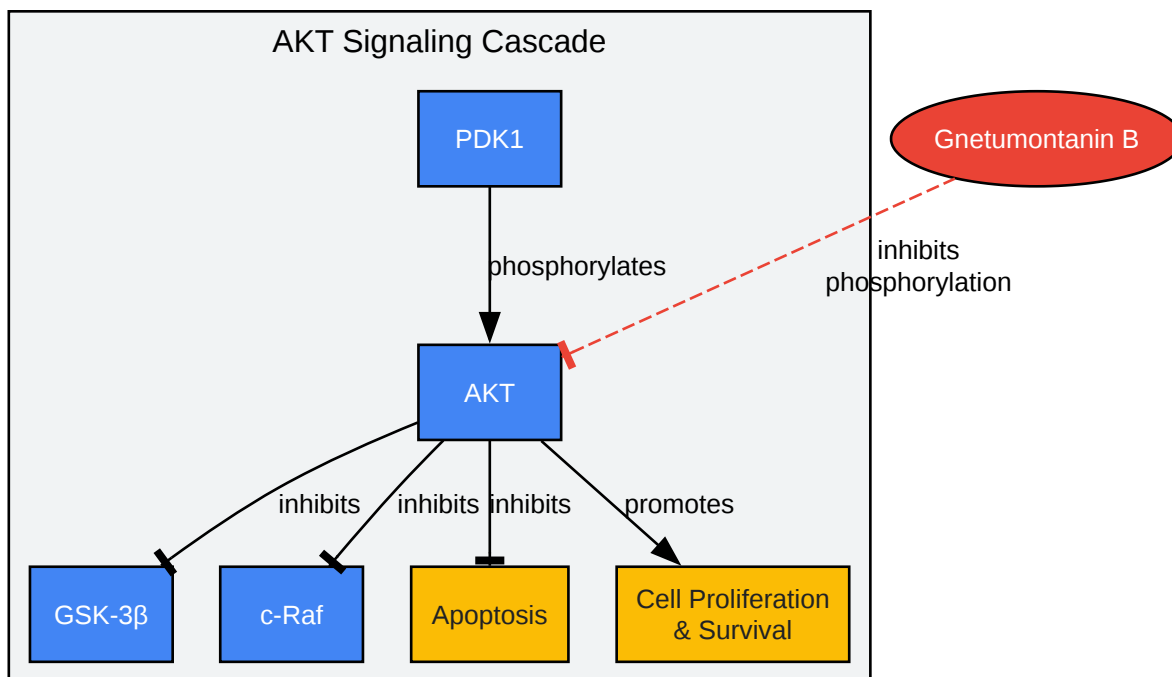 AKT Signaling Cascade
PDK1
Gnetumontanin B
phosphorylates
inhibits
phosphorylation
AKT
inhibits
inhibits
inhibits
promotes
GSK-3β
c-Raf
Apoptosis
Cell Proliferation
& Survival